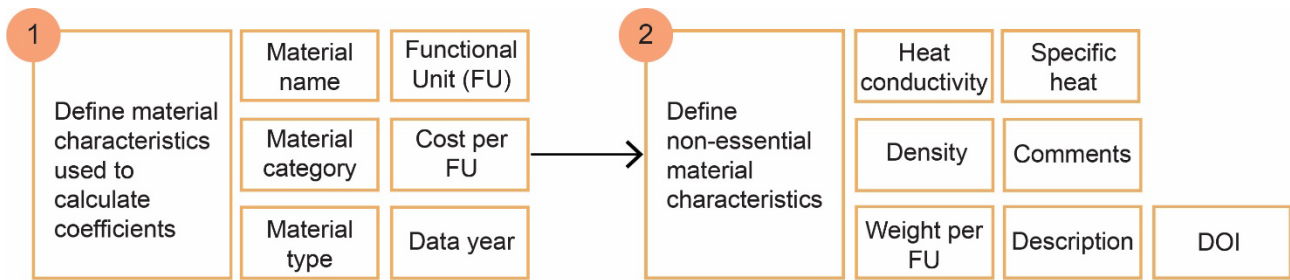 1
Define material
characteristics
used to
calculate
coefficients
Material
name
Functional
Unit (FU)
Material
category
Cost per
FU
Material
type
Data year
2
Define
non-essential
material
characteristics
Heat
conductivity
Specific
heat
Density
Comments
Weight per
FU
Description
DOI